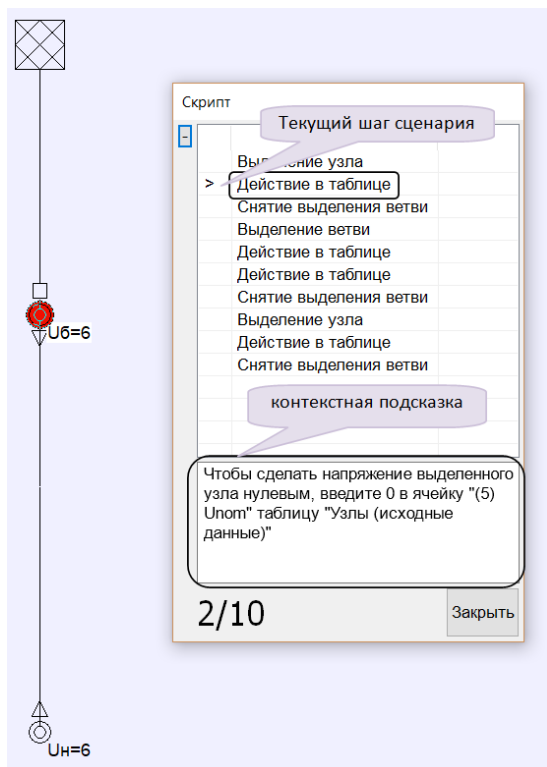 Скрипт
Текущий шаг сценария
-
Выделение узла
> Действие в таблице
Снятие выделения ветви
Выделение ветви
Действие в таблице
Действие в таблице
Снятие выделения ветви
Выделение узла
Действие в таблице
Снятие выделения ветви
Uб=6
контекстная подсказка
Чтобы сделать напряжение выделенного
узла нулевым, введите 0 в ячейку "(5)
Unom" таблицу "Узлы (исходные
данные)"
2/10
Закрыть
Uн=6